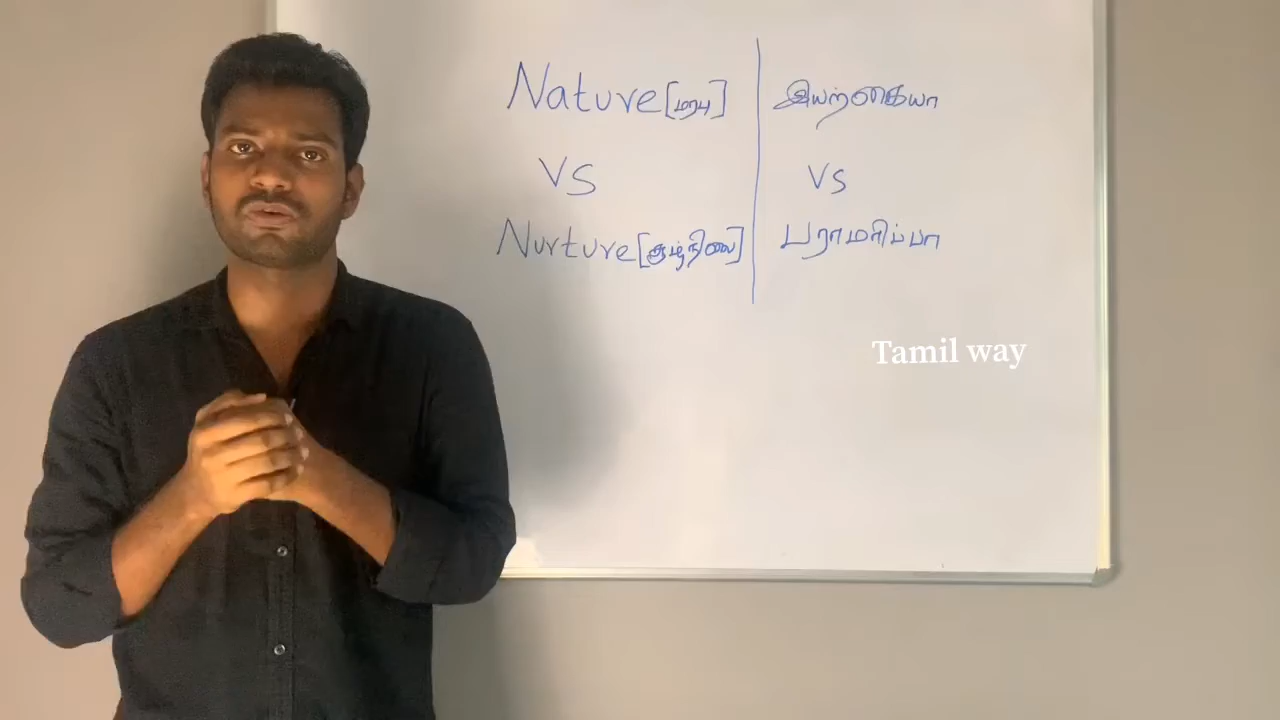 Nature [மரபு]
vs
Nurture [சூழ்நிலை]
இயற்கையா
vs
பராமரிப்பா
Tamil way